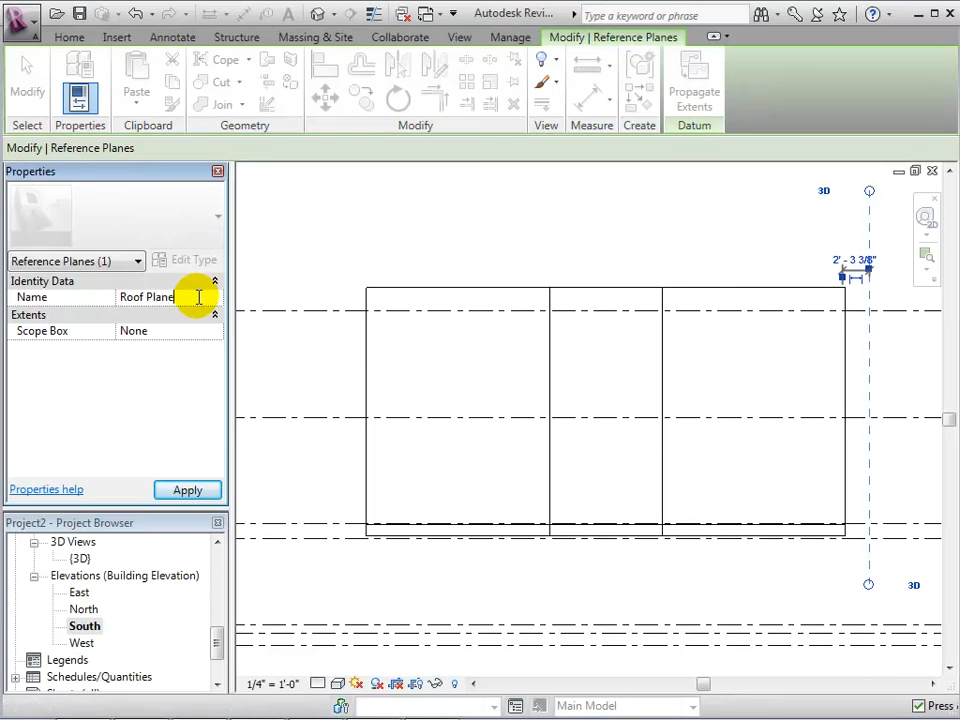 Autodesk Revi...
Type a keyword or phrase
Home Insert Annotate Structure Massing & Site Collaborate View Manage Modify | Reference Planes
Modify
Paste
Cope
Cut
Join
Propagate
Extents
Select Properties Clipboard Geometry Modify View Measure Create Datum
Modify | Reference Planes
Properties
Reference Planes (1) Edit Type
Identity Data
Name Roof Plane
Extents
Scope Box None
Properties help Apply
Project2 - Project Browser
3D Views
{3D}
Elevations (Building Elevation)
East
North
South
West
Legends
Schedules/Quantities
3D
2' - 3 3/8"
3D
2D
1/4" = 1'-0"
Main Model
Press